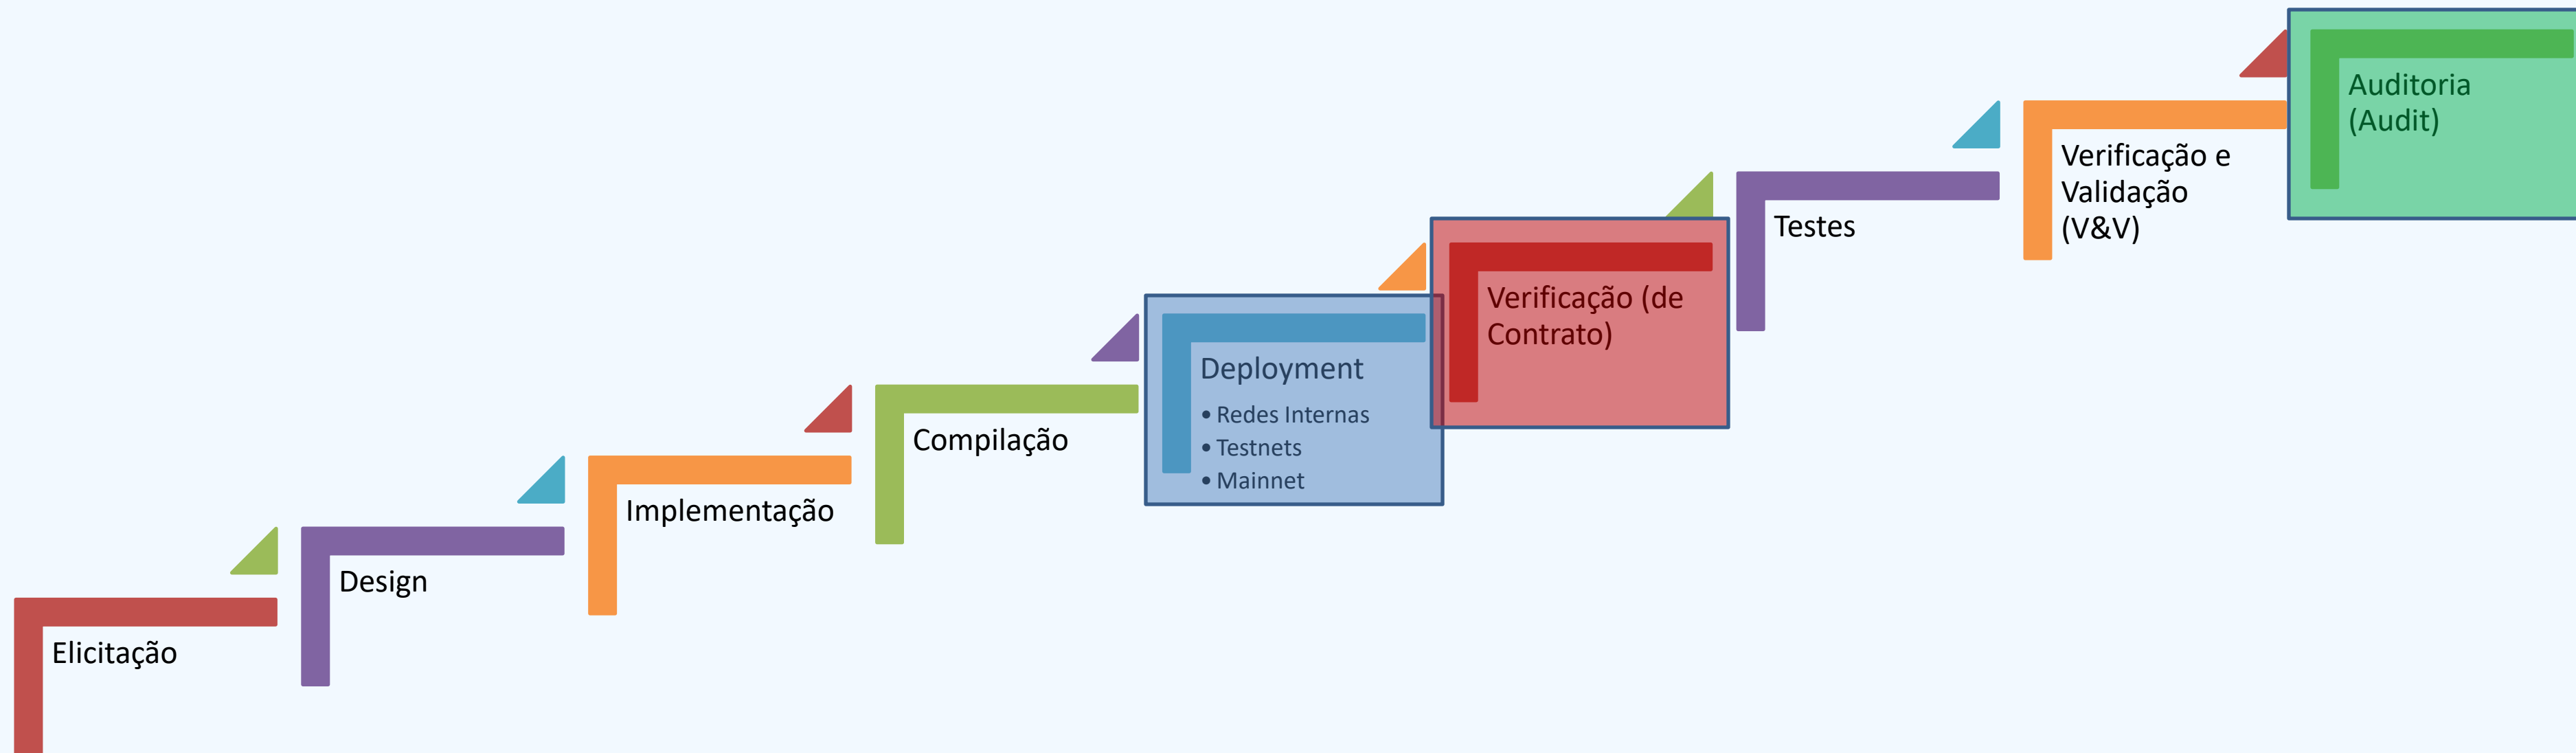 Elicitação
Design
Implementação
Compilação
Deployment
• Redes Internas
• Testnets
• Mainnet
Verificação (de
Contrato)
Testes
Verificação e
Validação
(V&V)
Auditoria
(Audit)